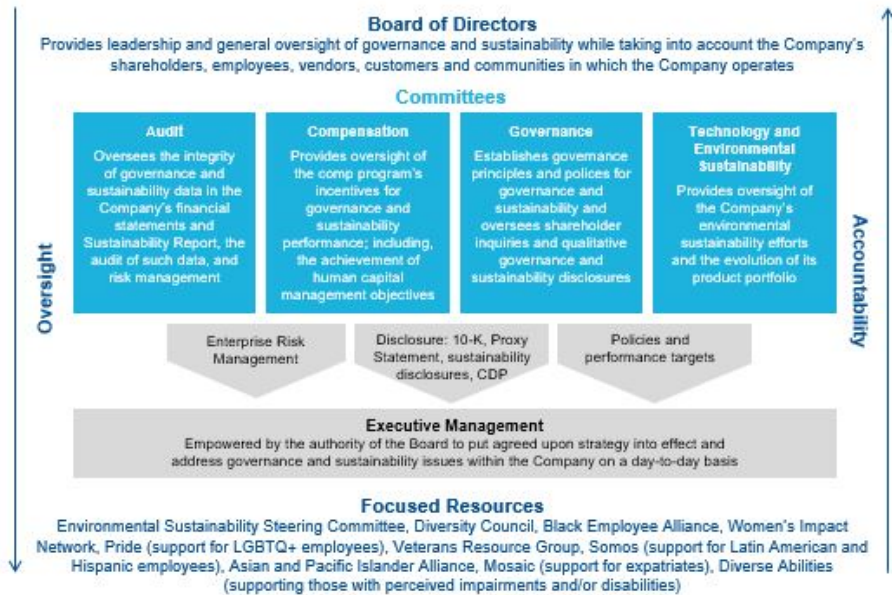 Board of Directors
Provides leadership and general oversight of governance and sustainability while taking into account the Company's
shareholders, employees, vendors, customers and communities in which the Company operates
Committees
Audit
Oversees the integrity
of governance and
sustainability data in the
Company's financial
statements and
Sustainability Report, the
audit of such data, and
risk management
Compensation
Provides oversight of
the comp program's
incentives for
governance and
sustainability
performance; including,
the achievement of
human capital
management objectives
Governance
Establishes governance
principles and polices for
governance and
sustainability and
oversees shareholder
inquiries and qualitative
governance and
sustainability disclosures
Technology and
Environmental
Sustainability
Provides oversight of
the Company's
environmental
sustainability efforts
and the evolution of its
product portfolio
Oversight
Accountability
Enterprise Risk
Management
Disclosure: 10-K, Proxy
Statement, sustainability
disclosures, CDP
Policies and
performance targets
Executive Management
Empowered by the authority of the Board to put agreed upon strategy into effect and
address governance and sustainability issues within the Company on a day-to-day basis
Focused Resources
Environmental Sustainability Steering Committee, Diversity Council, Black Employee Alliance, Women's Impact
Network, Pride (support for LGBTQ+ employees), Veterans Resource Group, Somos (support for Latin American and
Hispanic employees), Asian and Pacific Islander Alliance, Mosaic (support for expatriates), Diverse Abilities
(supporting those with perceived impairments and/or disabilities)